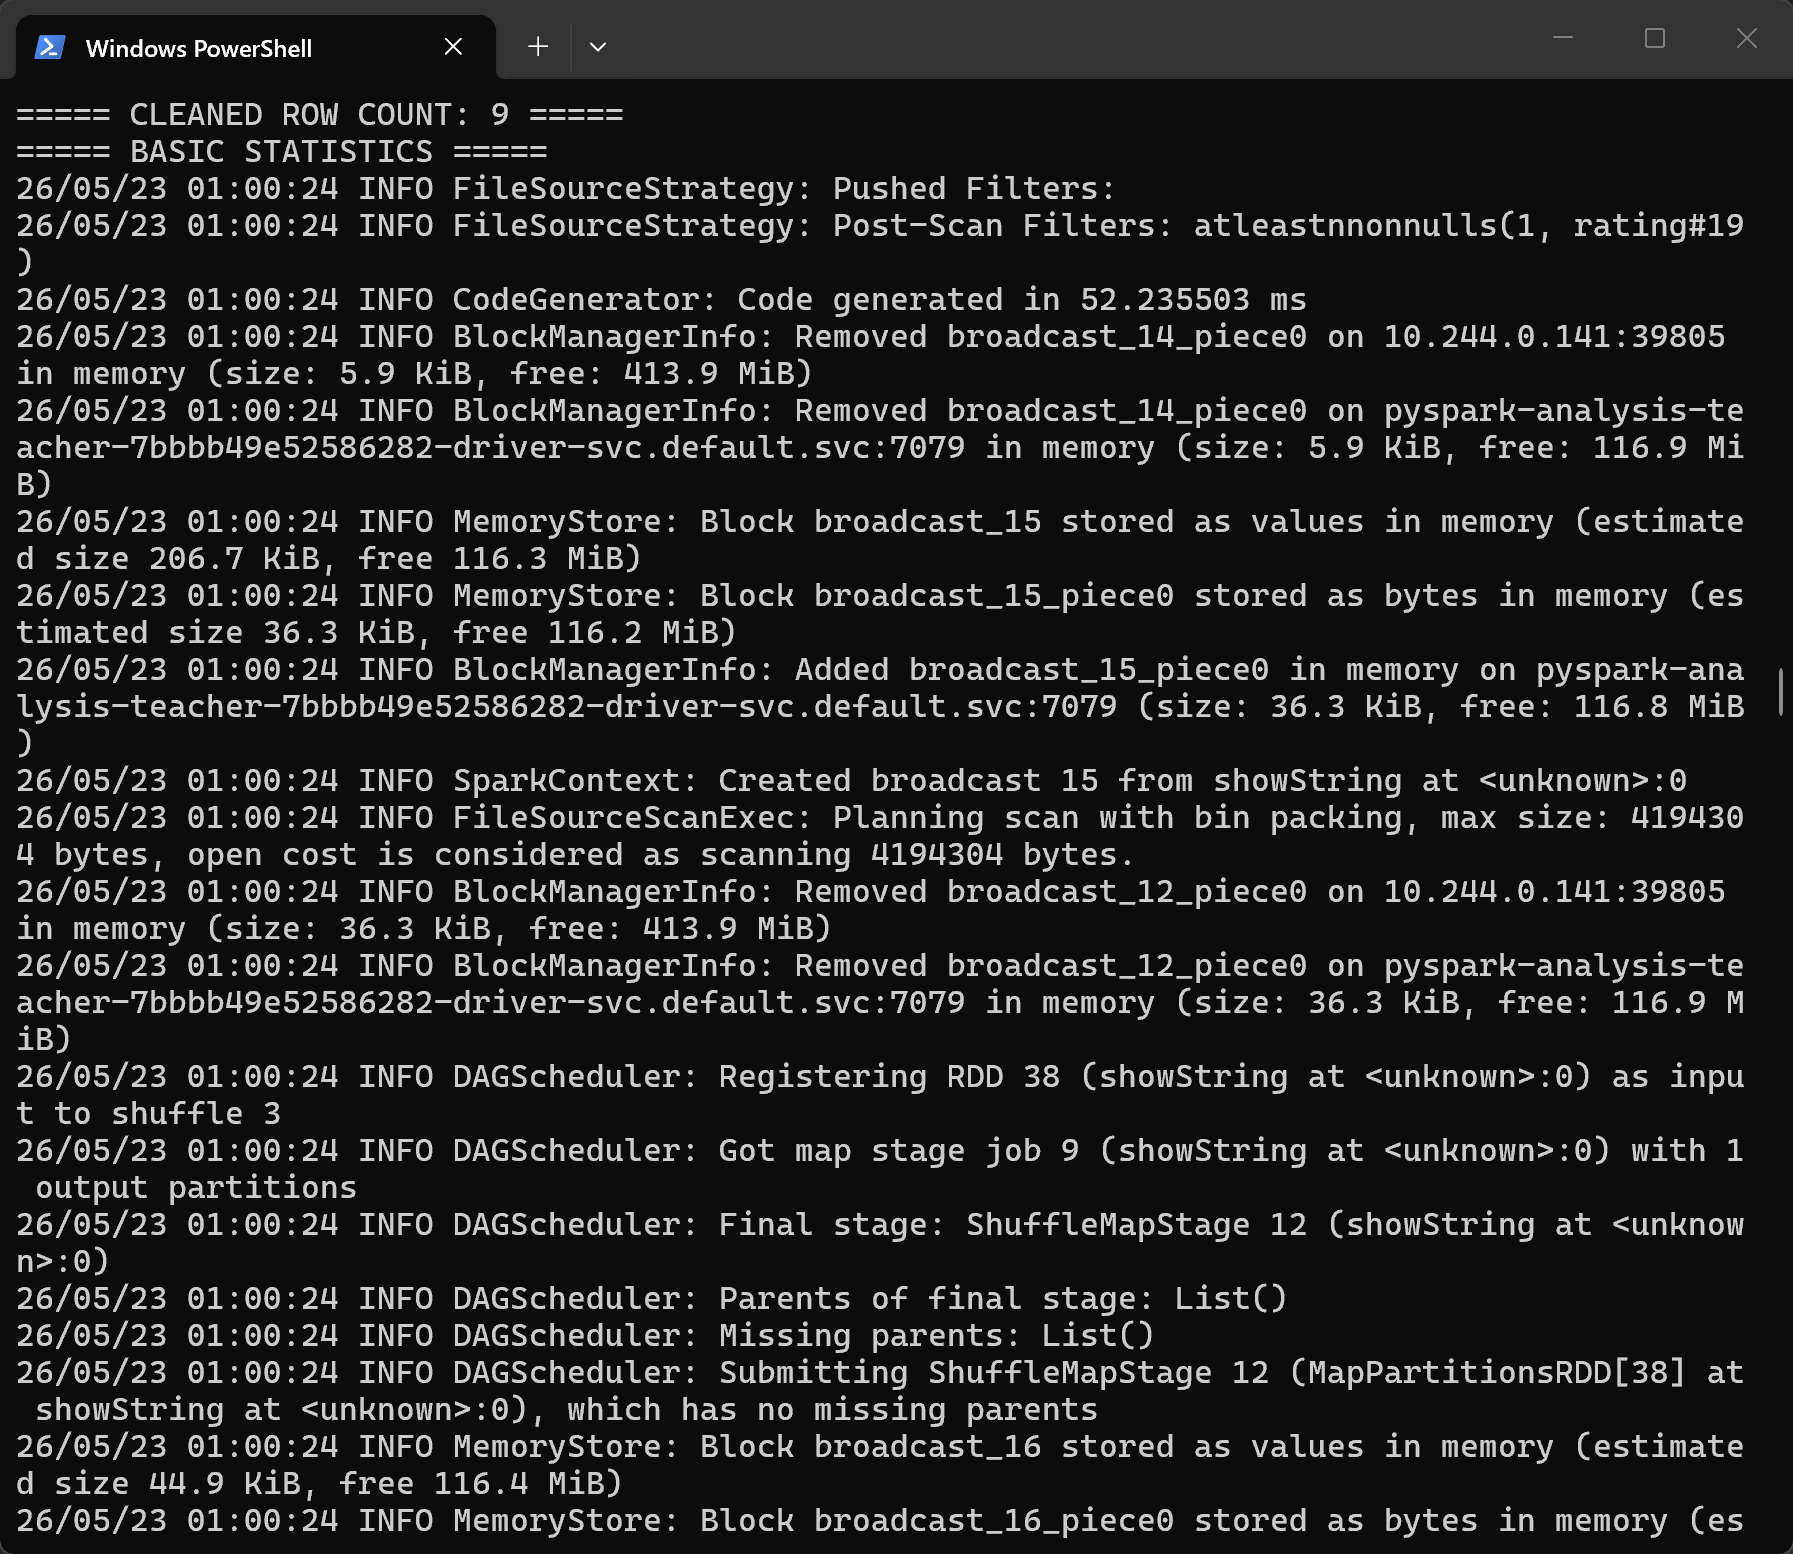 Windows PowerShell
===== CLEANED ROW COUNT: 9 =====
===== BASIC STATISTICS =====
26/05/23 01:00:24 INFO FileSourceStrategy: Pushed Filters:
26/05/23 01:00:24 INFO FileSourceStrategy: Post-Scan Filters: atleastnnonnulls(1, rating#19
)
26/05/23 01:00:24 INFO CodeGenerator: Code generated in 52.235503 ms
26/05/23 01:00:24 INFO BlockManagerInfo: Removed broadcast_14_piece0 on 10.244.0.141:39805
in memory (size: 5.9 KiB, free: 413.9 MiB)
26/05/23 01:00:24 INFO BlockManagerInfo: Removed broadcast_14_piece0 on pyspark-analysis-te
acher-7bbbb49e52586282-driver-svc.default.svc:7079 in memory (size: 5.9 KiB, free: 116.9 Mi
B)
26/05/23 01:00:24 INFO MemoryStore: Block broadcast_15 stored as values in memory (estimate
d size 206.7 KiB, free 116.3 MiB)
26/05/23 01:00:24 INFO MemoryStore: Block broadcast_15_piece0 stored as bytes in memory (es
timated size 36.3 KiB, free 116.2 MiB)
26/05/23 01:00:24 INFO BlockManagerInfo: Added broadcast_15_piece0 in memory on pyspark-ana
lysis-teacher-7bbbb49e52586282-driver-svc.default.svc:7079 (size: 36.3 KiB, free: 116.8 MiB
)
26/05/23 01:00:24 INFO SparkContext: Created broadcast 15 from showString at <unknown>:0
26/05/23 01:00:24 INFO FileSourceScanExec: Planning scan with bin packing, max size: 419430
4 bytes, open cost is considered as scanning 4194304 bytes.
26/05/23 01:00:24 INFO BlockManagerInfo: Removed broadcast_12_piece0 on 10.244.0.141:39805
in memory (size: 36.3 KiB, free: 413.9 MiB)
26/05/23 01:00:24 INFO BlockManagerInfo: Removed broadcast_12_piece0 on pyspark-analysis-te
acher-7bbbb49e52586282-driver-svc.default.svc:7079 in memory (size: 36.3 KiB, free: 116.9 M
iB)
26/05/23 01:00:24 INFO DAGScheduler: Registering RDD 38 (showString at <unknown>:0) as inpu
t to shuffle 3
26/05/23 01:00:24 INFO DAGScheduler: Got map stage job 9 (showString at <unknown>:0) with 1
 output partitions
26/05/23 01:00:24 INFO DAGScheduler: Final stage: ShuffleMapStage 12 (showString at <unknow
n>:0)
26/05/23 01:00:24 INFO DAGScheduler: Parents of final stage: List()
26/05/23 01:00:24 INFO DAGScheduler: Missing parents: List()
26/05/23 01:00:24 INFO DAGScheduler: Submitting ShuffleMapStage 12 (MapPartitionsRDD[38] at
 showString at <unknown>:0), which has no missing parents
26/05/23 01:00:24 INFO MemoryStore: Block broadcast_16 stored as values in memory (estimate
d size 44.9 KiB, free 116.4 MiB)
26/05/23 01:00:24 INFO MemoryStore: Block broadcast_16_piece0 stored as bytes in memory (es